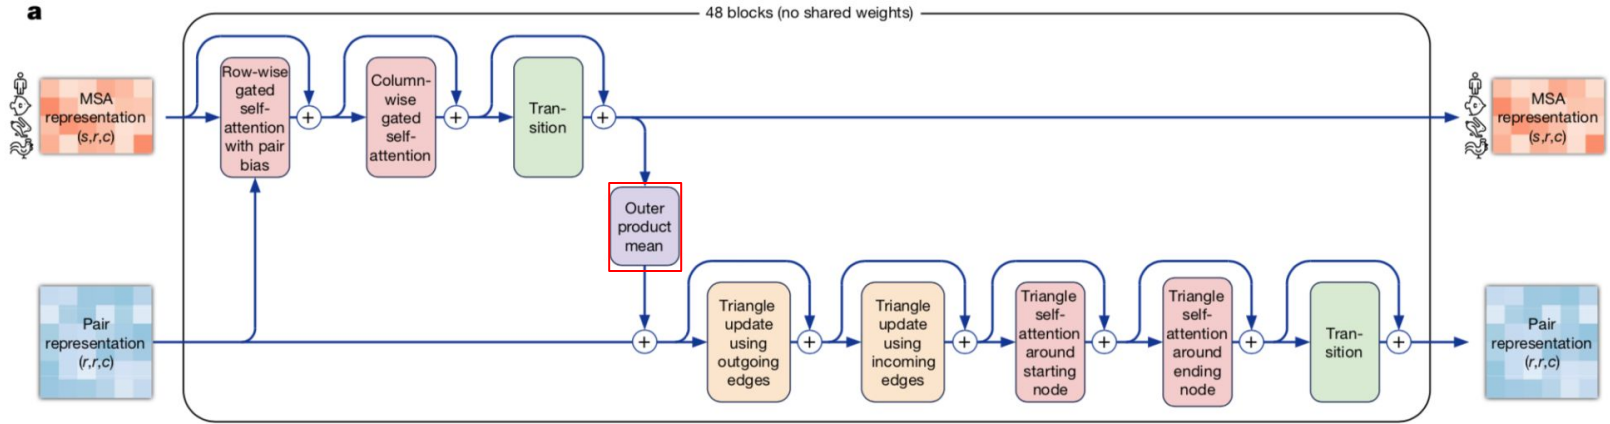 a
48 blocks (no shared weights)
MSA
representation
(s,r,c)
Row-wise
gated
self-
attention
with pair
bias
+
Column-
wise
gated
self-
attention
+
Tran-
sition
+
MSA
representation
(s,r,c)
Outer
product
mean
Pair
representation
(r,r,c)
+
Triangle
update
using
outgoing
edges
+
Triangle
update
using
incoming
edges
+
Triangle
self-
attention
around
starting
node
+
Triangle
self-
attention
around
ending
node
+
Tran-
sition
+
Pair
representation
(r,r,c)